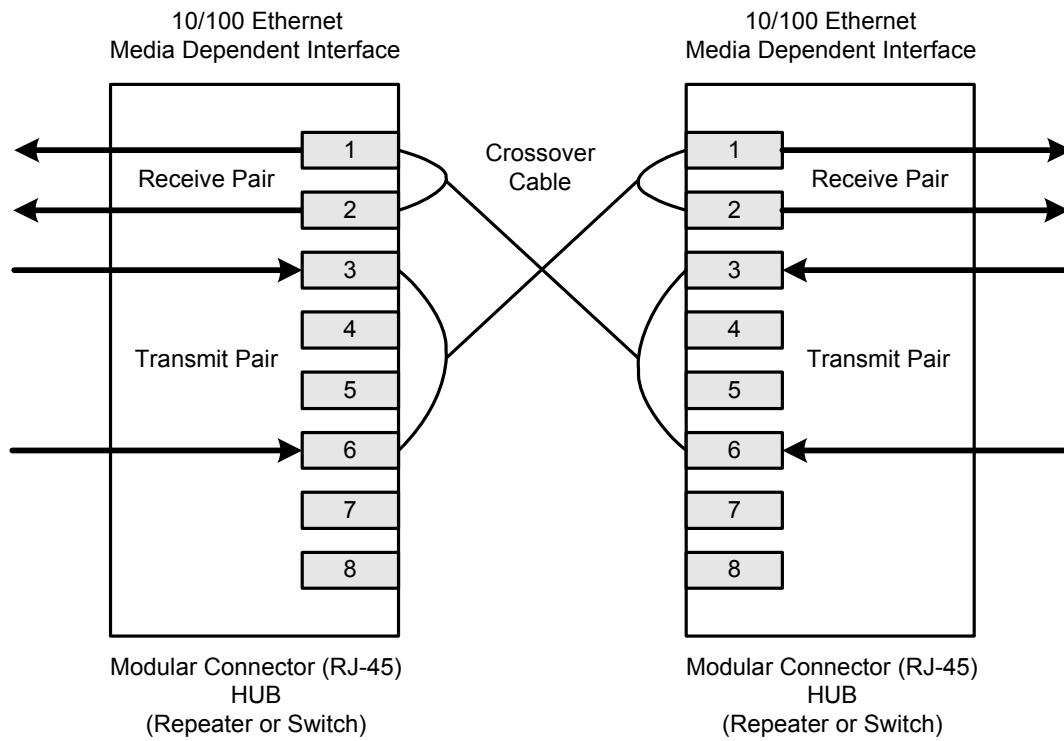 10/100 Ethernet
Media Dependent Interface
10/100 Ethernet
Media Dependent Interface
1
Receive Pair
2
3
4
Transmit Pair
5
6
7
8
Crossover
Cable
1
Receive Pair
2
3
4
Transmit Pair
5
6
7
8
Modular Connector (RJ-45)
HUB
(Repeater or Switch)
Modular Connector (RJ-45)
HUB
(Repeater or Switch)